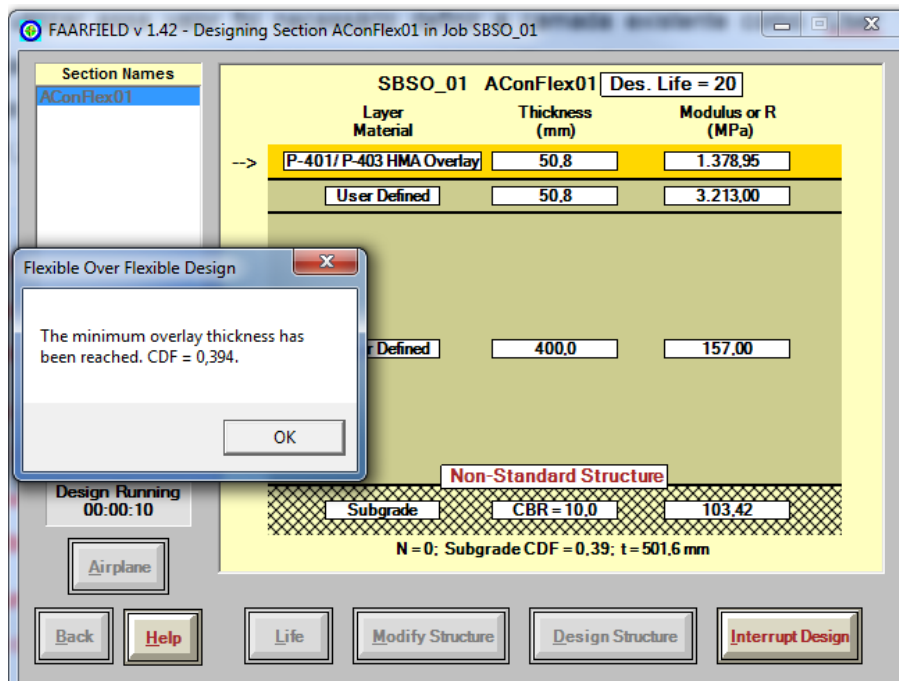 FAARFIELD v 1.42 - Designing Section AConFlex01 in Job SBSO_01
Section Names
AConFlex01
SBSO_01 AConFlex01 Des. Life = 20
Layer Material
Thickness (mm)
Modulus or R (MPa)
--> P-401/ P-403 HMA Overlay 50,8 1.378,95
User Defined 50,8 3.213,00
Flexible Over Flexible Design
The minimum overlay thickness has
been reached. CDF = 0,394.
OK
Defined 400,0 157,00
Non-Standard Structure
Subgrade CBR = 10,0 103,42
N = 0; Subgrade CDF = 0,39; t = 501,6 mm
Design Running
00:00:10
Airplane
Back
Help
Life
Modify Structure
Design Structure
Interrupt Design